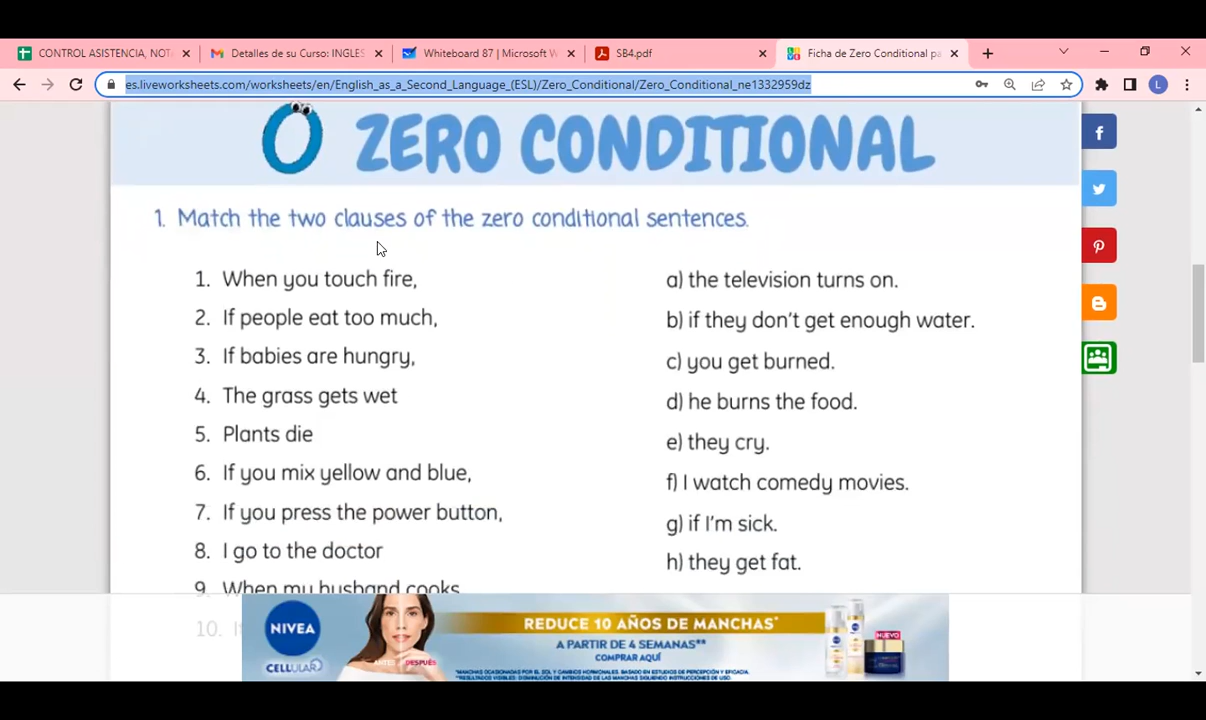 CONTROL ASISTENCIA, NOT
Detalles de su Curso: INGLES
Whiteboard 87 | Microsoft W
SB4.pdf
Ficha de Zero Conditional pa
es.liveworksheets.com/worksheets/en/English_as_a_Second_Language_(ESL)/Zero_Conditional/Zero_Conditional_ne1332959dz
L
ZERO CONDITIONAL
1. Match the two clauses of the zero conditional sentences.
1. When you touch fire,
2. If people eat too much,
3. If babies are hungry,
4. The grass gets wet
5. Plants die
6. If you mix yellow and blue,
7. If you press the power button,
8. I go to the doctor
9. When my husband cooks
10.
a) the television turns on.
b) if they don't get enough water.
c) you get burned.
d) he burns the food.
e) they cry.
f) I watch comedy movies.
g) if I'm sick.
h) they get fat.
NIVEA
CELLULAR
ANTES
DESPUÉS
REDUCE 10 AÑOS DE MANCHAS*
A PARTIR DE 4 SEMANAS**
COMPRAR AQUÍ
NUEVO